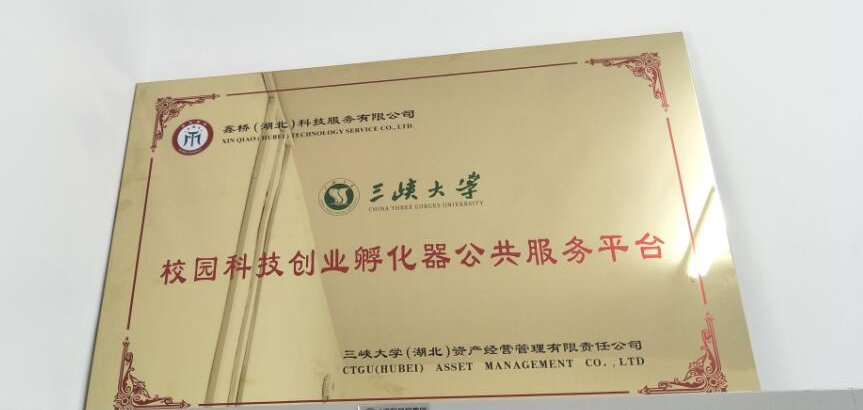 鑫桥(湖北)科技服务有限公司
XIN QIAO (HUBEI) TECHNOLOGY SERVICE CO., LTD.
三峡大学
CHINA THREE GORGES UNIVERSITY
校园科技创业孵化器公共服务平台
三峡大学(湖北)资产经营管理有限责任公司
CTGU(HUBEI) ASSET MANAGEMENT CO.,LTD